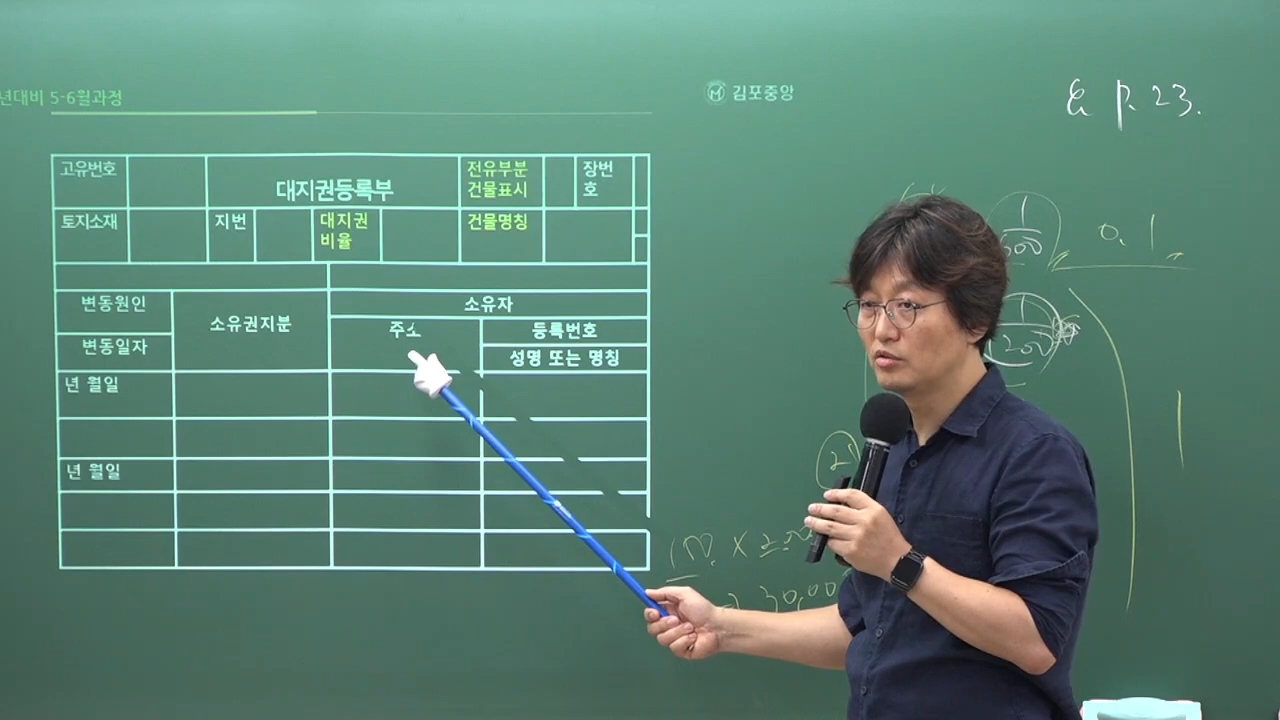 년대비 5-6월과정
김포중앙
p. 23.
고유번호
대지권등록부
전유부분
건물표시
장번
호
토지소재
지번
대지권
비율
건물명칭
변동원인
소유권지분
소유자
변동일자
주소
등록번호
성명 또는 명칭
년 월일
년 월일
0.1
1